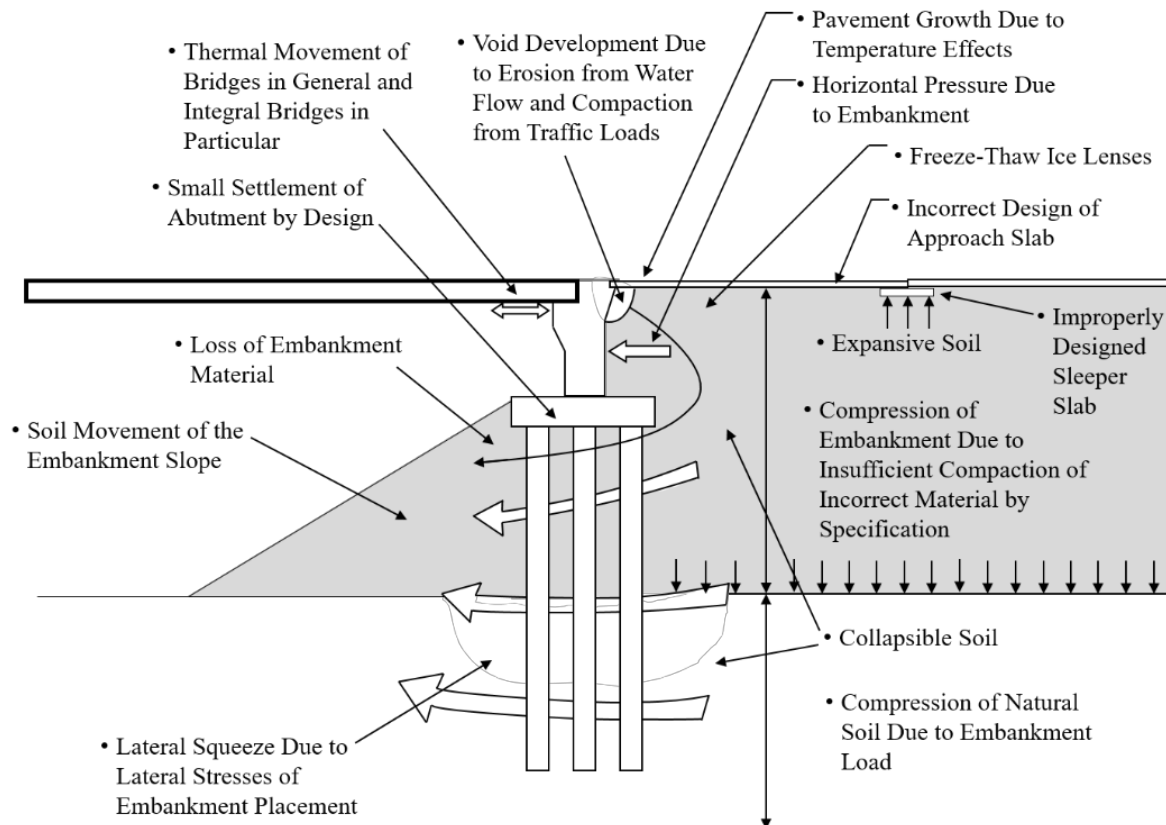 • Thermal Movement of
Bridges in General and
Integral Bridges in
Particular
• Void Development Due
to Erosion from Water
Flow and Compaction
from Traffic Loads
• Pavement Growth Due to
Temperature Effects
• Horizontal Pressure Due
to Embankment
• Freeze-Thaw Ice Lenses
• Small Settlement of
Abutment by Design
• Incorrect Design of
Approach Slab
• Loss of Embankment
Material
• Expansive Soil
• Improperly
Designed
Sleeper
Slab
• Soil Movement of the
Embankment Slope
• Compression of
Embankment Due to
Insufficient Compaction of
Incorrect Material by
Specification
• Collapsible Soil
• Compression of Natural
Soil Due to Embankment
Load
• Lateral Squeeze Due to
Lateral Stresses of
Embankment Placement